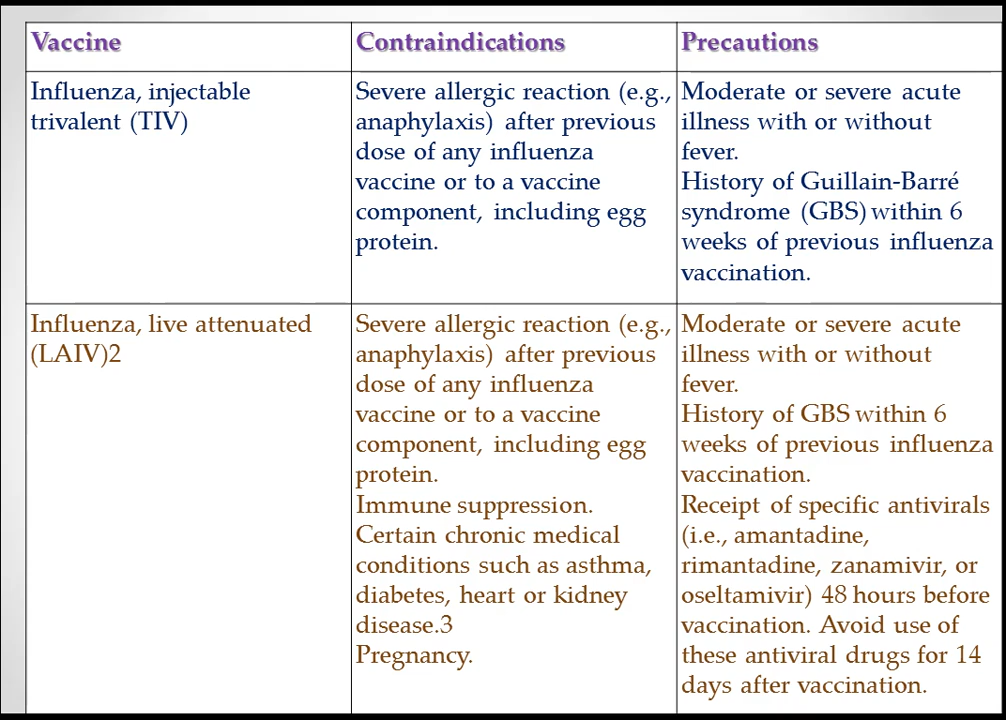 Vaccine
Contraindications
Precautions
Influenza, injectable
trivalent (TIV)
Severe allergic reaction (e.g.,
anaphylaxis) after previous
dose of any influenza
vaccine or to a vaccine
component, including egg
protein.
Moderate or severe acute
illness with or without
fever.
History of Guillain-Barré
syndrome (GBS) within 6
weeks of previous influenza
vaccination.
Influenza, live attenuated
(LAIV)2
Severe allergic reaction (e.g.,
anaphylaxis) after previous
dose of any influenza
vaccine or to a vaccine
component, including egg
protein.
Immune suppression.
Certain chronic medical
conditions such as asthma,
diabetes, heart or kidney
disease.3
Pregnancy.
Moderate or severe acute
illness with or without
fever.
History of GBS within 6
weeks of previous influenza
vaccination.
Receipt of specific antivirals
(i.e., amantadine,
rimantadine, zanamivir, or
oseltamivir) 48 hours before
vaccination. Avoid use of
these antiviral drugs for 14
days after vaccination.